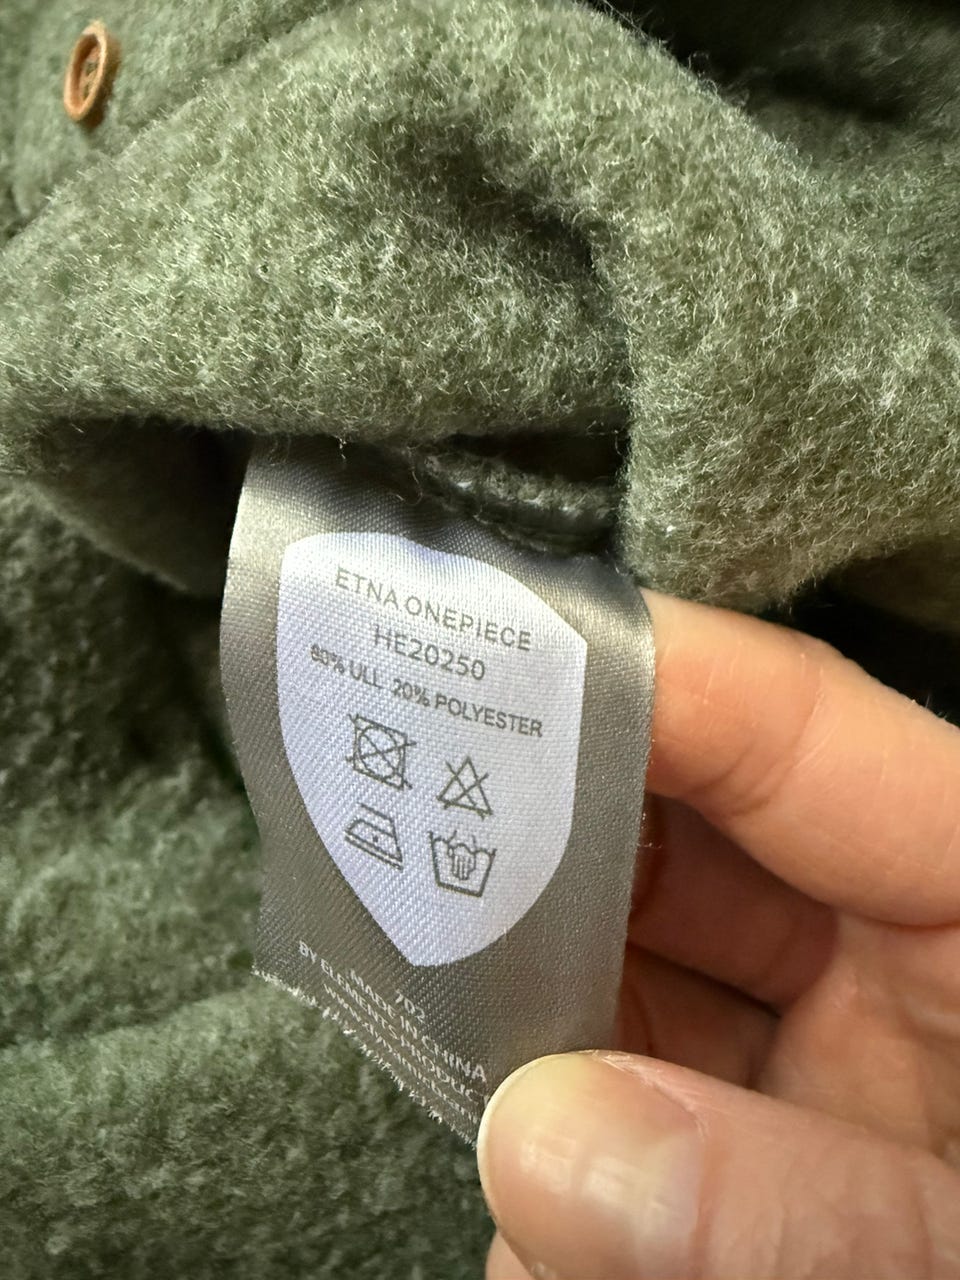 ETNA ONEPIECE
HE20250
80% ULL 20% POLYESTER
702
MADE IN CHINA